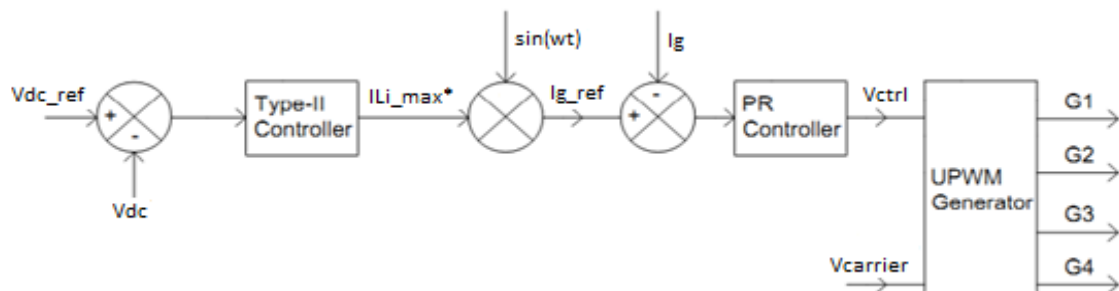 sin(wt)
Ig
Vdc_ref
+
-
Vdc
Type-II
Controller
ILi_max*
Ig_ref
-
+
PR
Controller
Vctrl
Vcarrier
UPWM
Generator
G1
G2
G3
G4